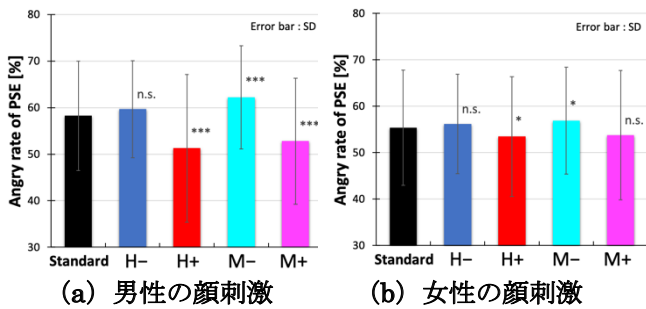 80
Error bar : SD
70
60
50
40
30
Angry rate of PSE [%]
n.s.
***
***
***
Standard
H−
H+
M−
M+
(a) 男性の顔刺激
80
Error bar : SD
70
60
50
40
30
Angry rate of PSE [%]
n.s.
*
*
n.s.
Standard
H−
H+
M−
M+
(b) 女性の顔刺激